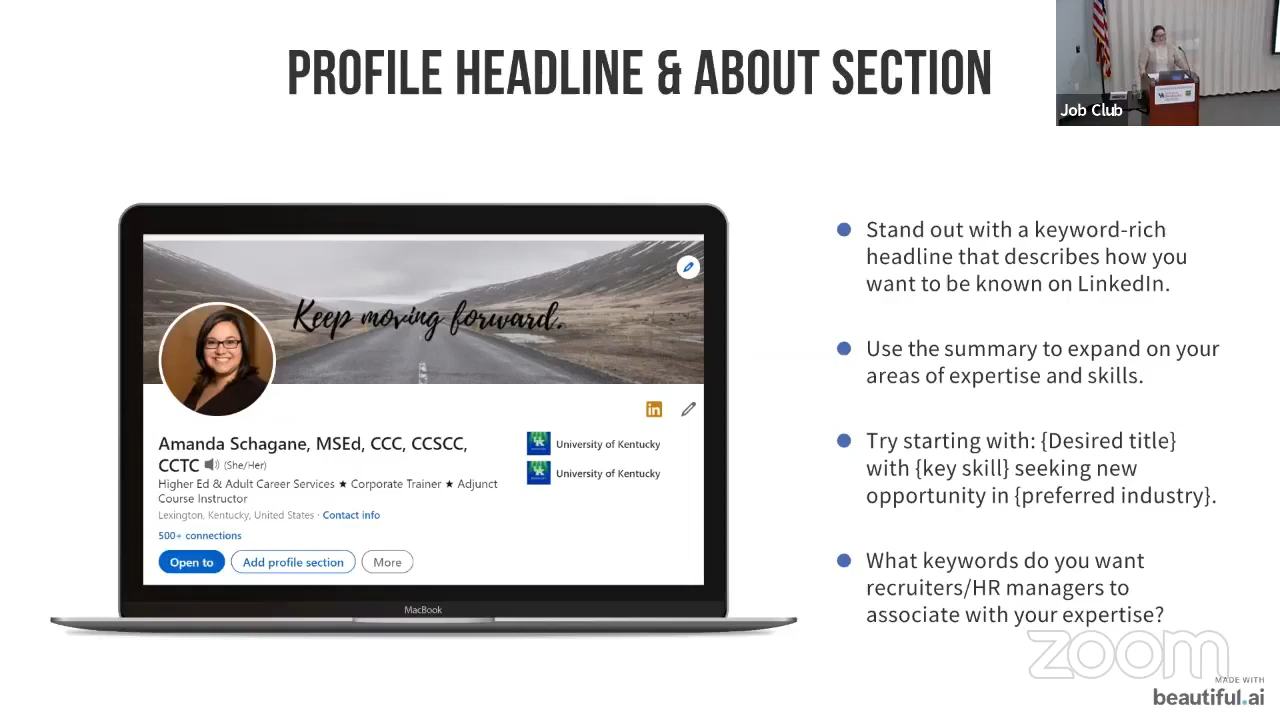 PROFILE HEADLINE & ABOUT SECTION
Job Club
Keep moving forward.
in
Amanda Schagane, MSEd, CCC, CCSCC,
CCTC (She/Her)
Higher Ed & Adult Career Services ★ Corporate Trainer ★ Adjunct
Course Instructor
Lexington, Kentucky, United States · Contact info
500+ connections
Open to
Add profile section
More
University of Kentucky
University of Kentucky
MacBook
Stand out with a keyword-rich
headline that describes how you
want to be known on LinkedIn.
Use the summary to expand on your
areas of expertise and skills.
Try starting with: {Desired title}
with {key skill} seeking new
opportunity in {preferred industry}.
What keywords do you want
recruiters/HR managers to
associate with your expertise?
zoom
MADE WITH
beautiful.ai